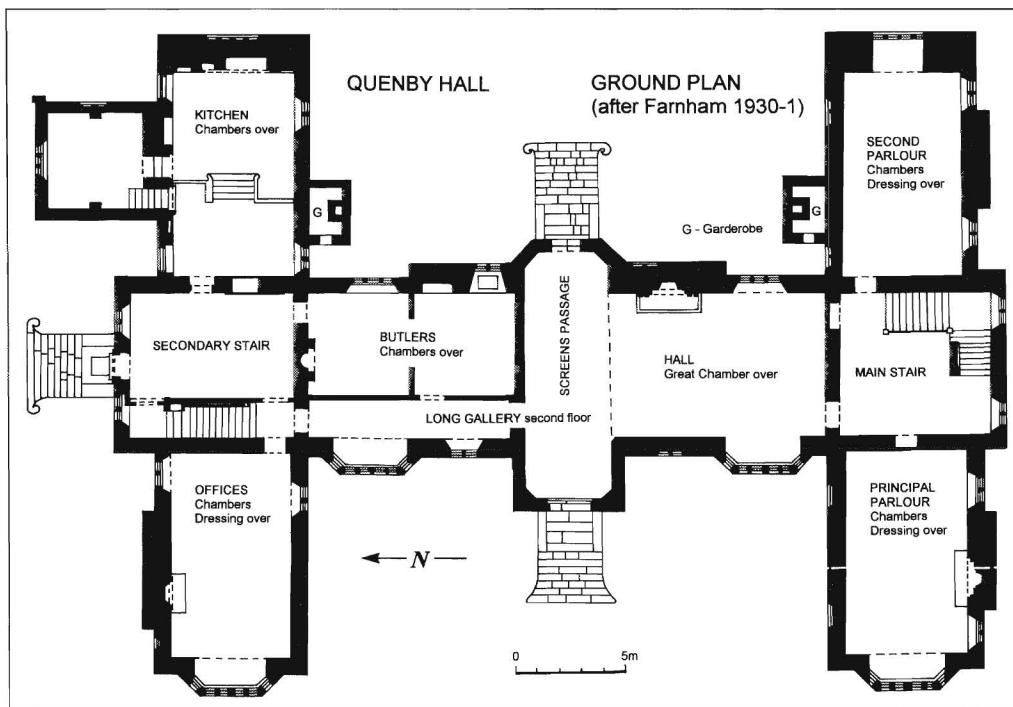 QUENBY HALL
GROUND PLAN
(after Farnham 1930-1)
KITCHEN
Chambers over
SECOND
PARLOUR
Chambers
Dressing over
G
G - Garderobe
G
SECONDARY STAIR
BUTLERS
Chambers over
SCREENS PASSAGE
HALL
Great Chamber over
MAIN STAIR
LONG GALLERY second floor
OFFICES
Chambers
Dressing over
PRINCIPAL
PARLOUR
Chambers
Dressing over
N
0 5m